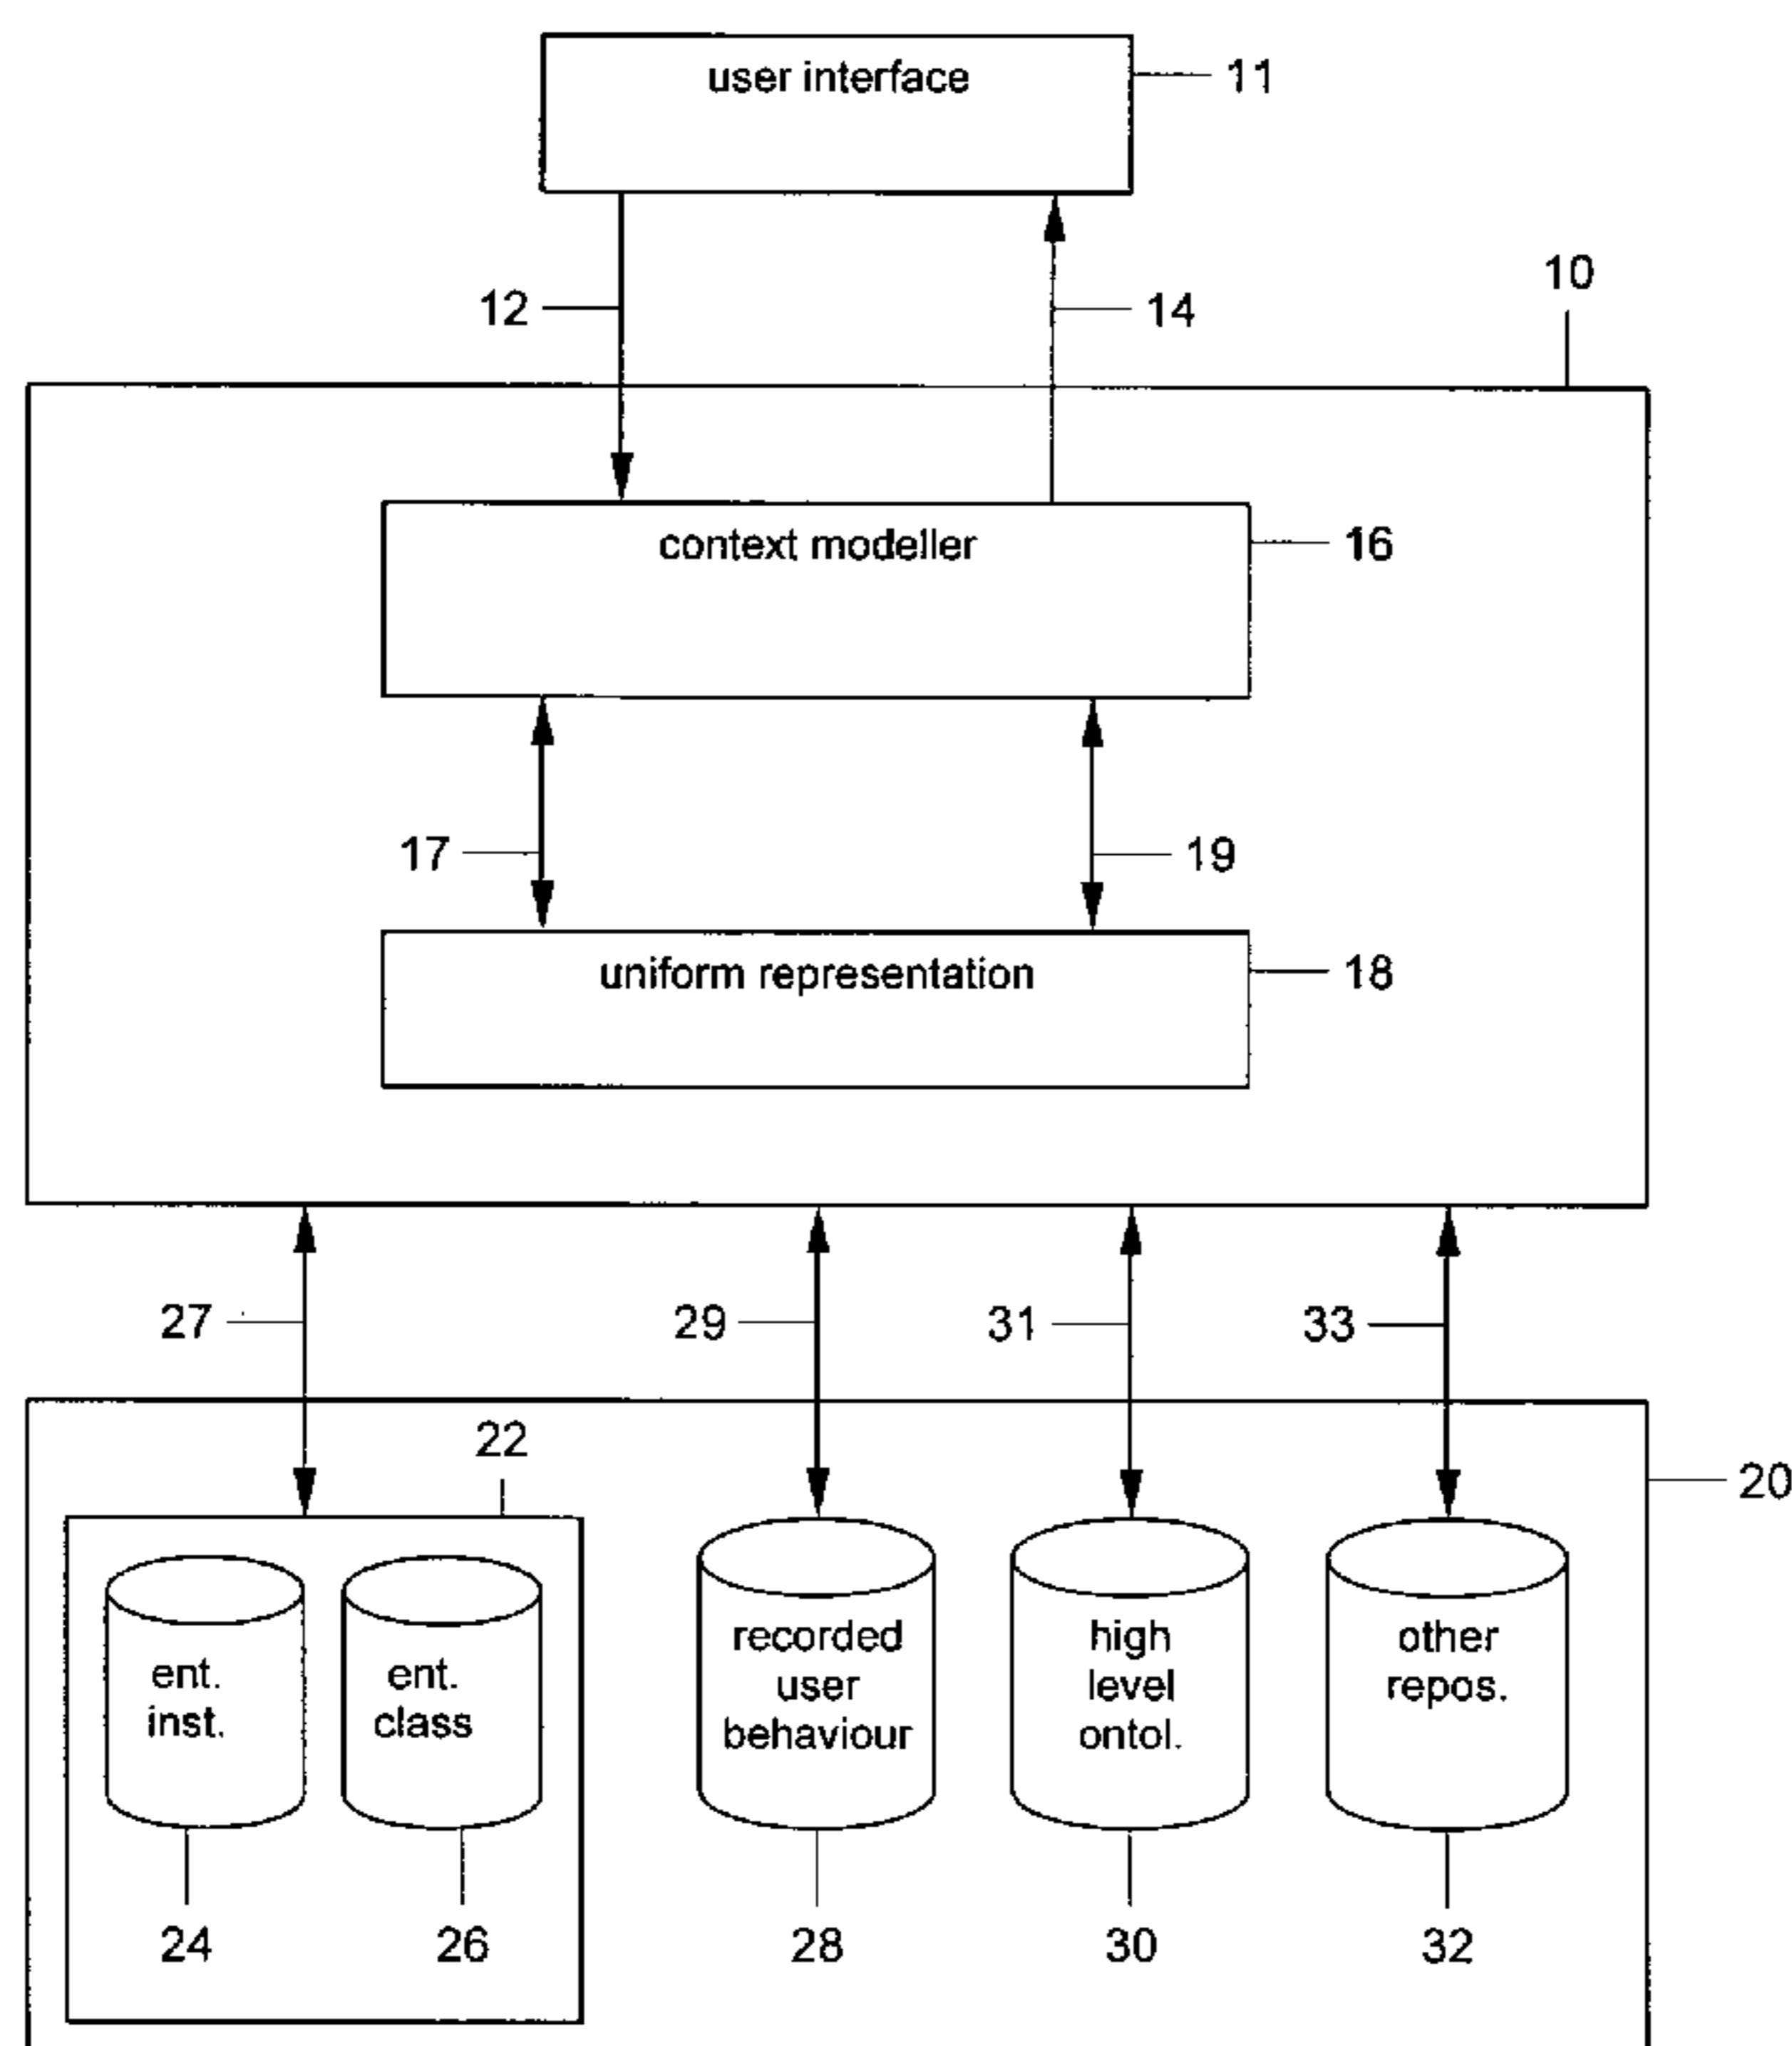 user interface
11
10
12
14
context modeller
16
17
19
uniform representation
18
27
29
31
33
22
20
ent.
inst.
ent.
class
recorded
user
behaviour
high
level
ontol.
other
repos.
24
26
28
30
32